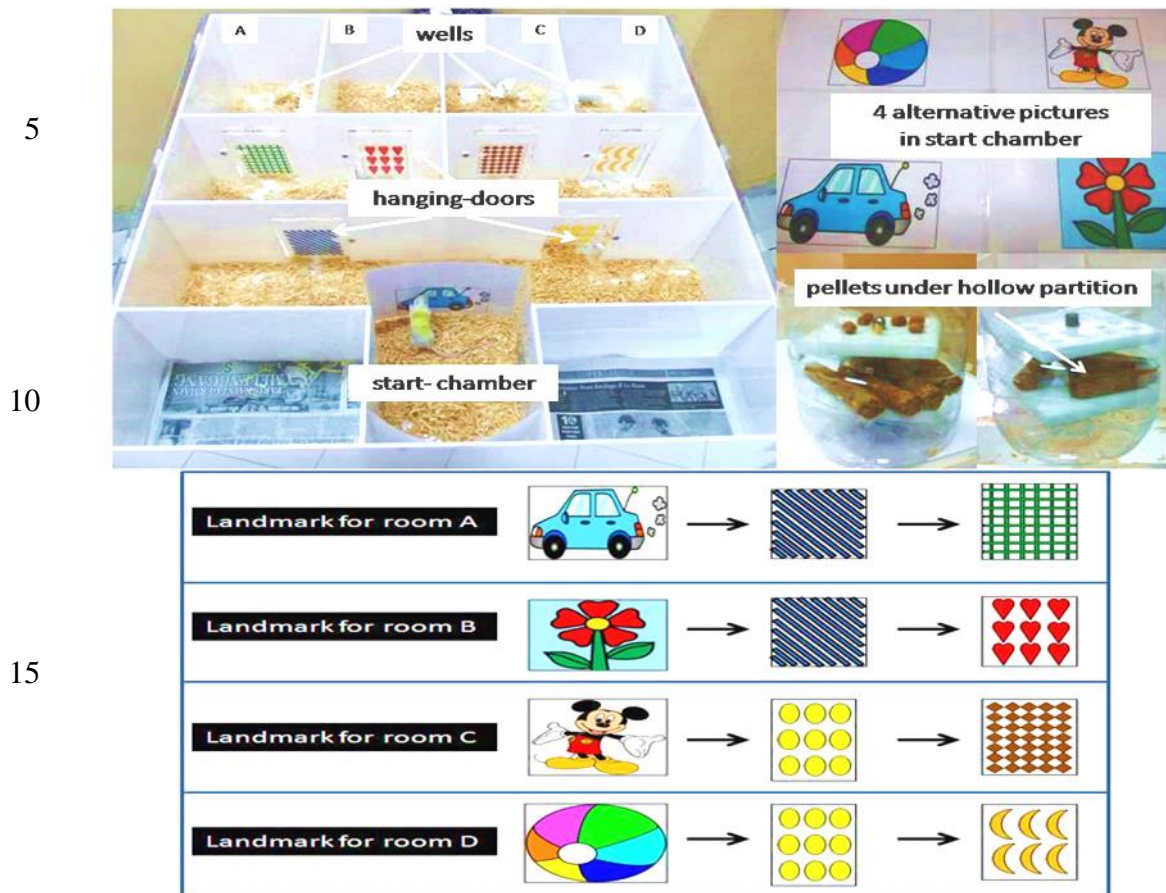 A B C D
wells
5
4 alternative pictures
in start chamber
hanging-doors
pellets under hollow partition
start- chamber
10
Landmark for room A
Landmark for room B
15
Landmark for room C
Landmark for room D